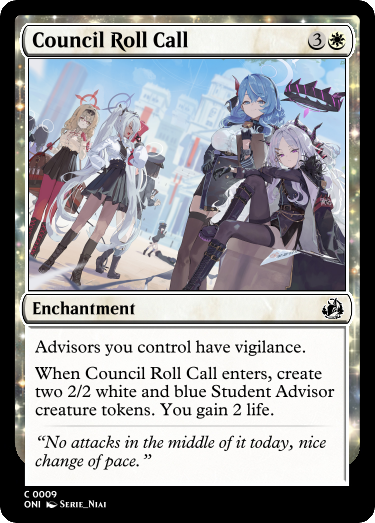 Council Roll Call 3
Enchantment
Advisors you control have vigilance.
When Council Roll Call enters, create
two 2/2 white and blue Student Advisor
creature tokens. You gain 2 life.
“No attacks in the middle of it today, nice
change of pace.”
C 0009
ONI Serie_Niai